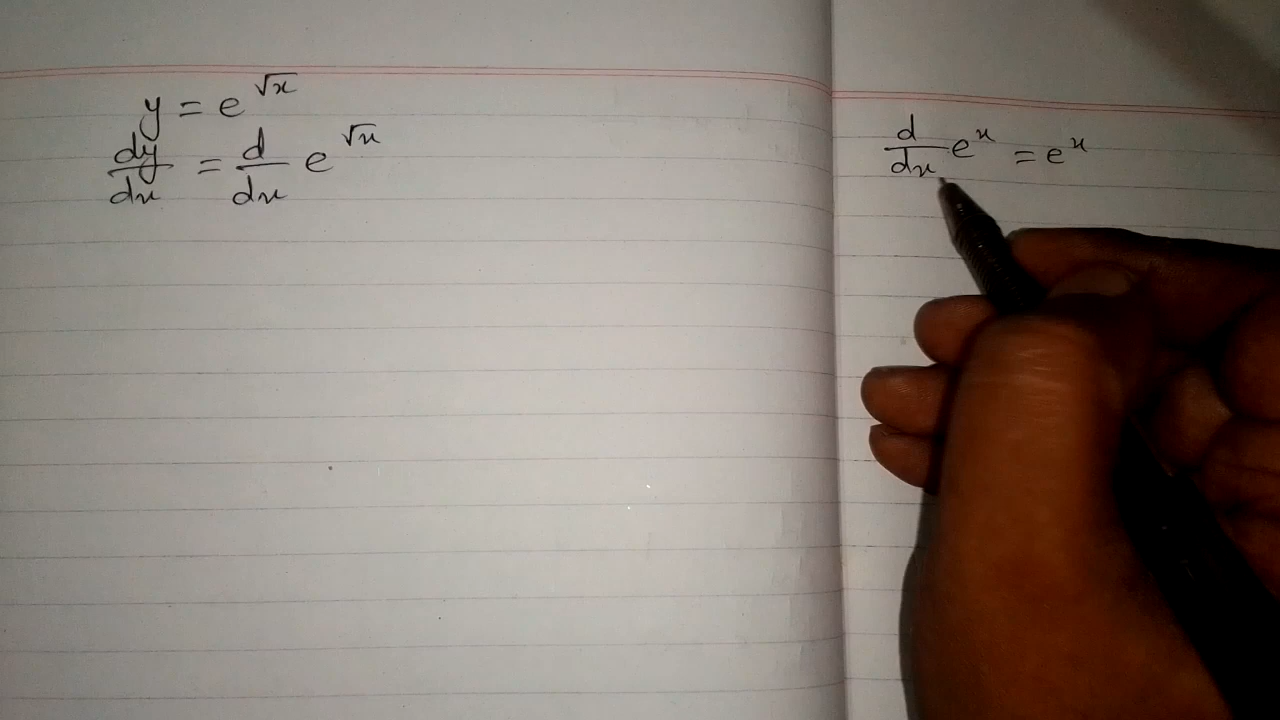 y = e^√x
dy/dx = d/dx e^√x
d/dx e^x = e^x